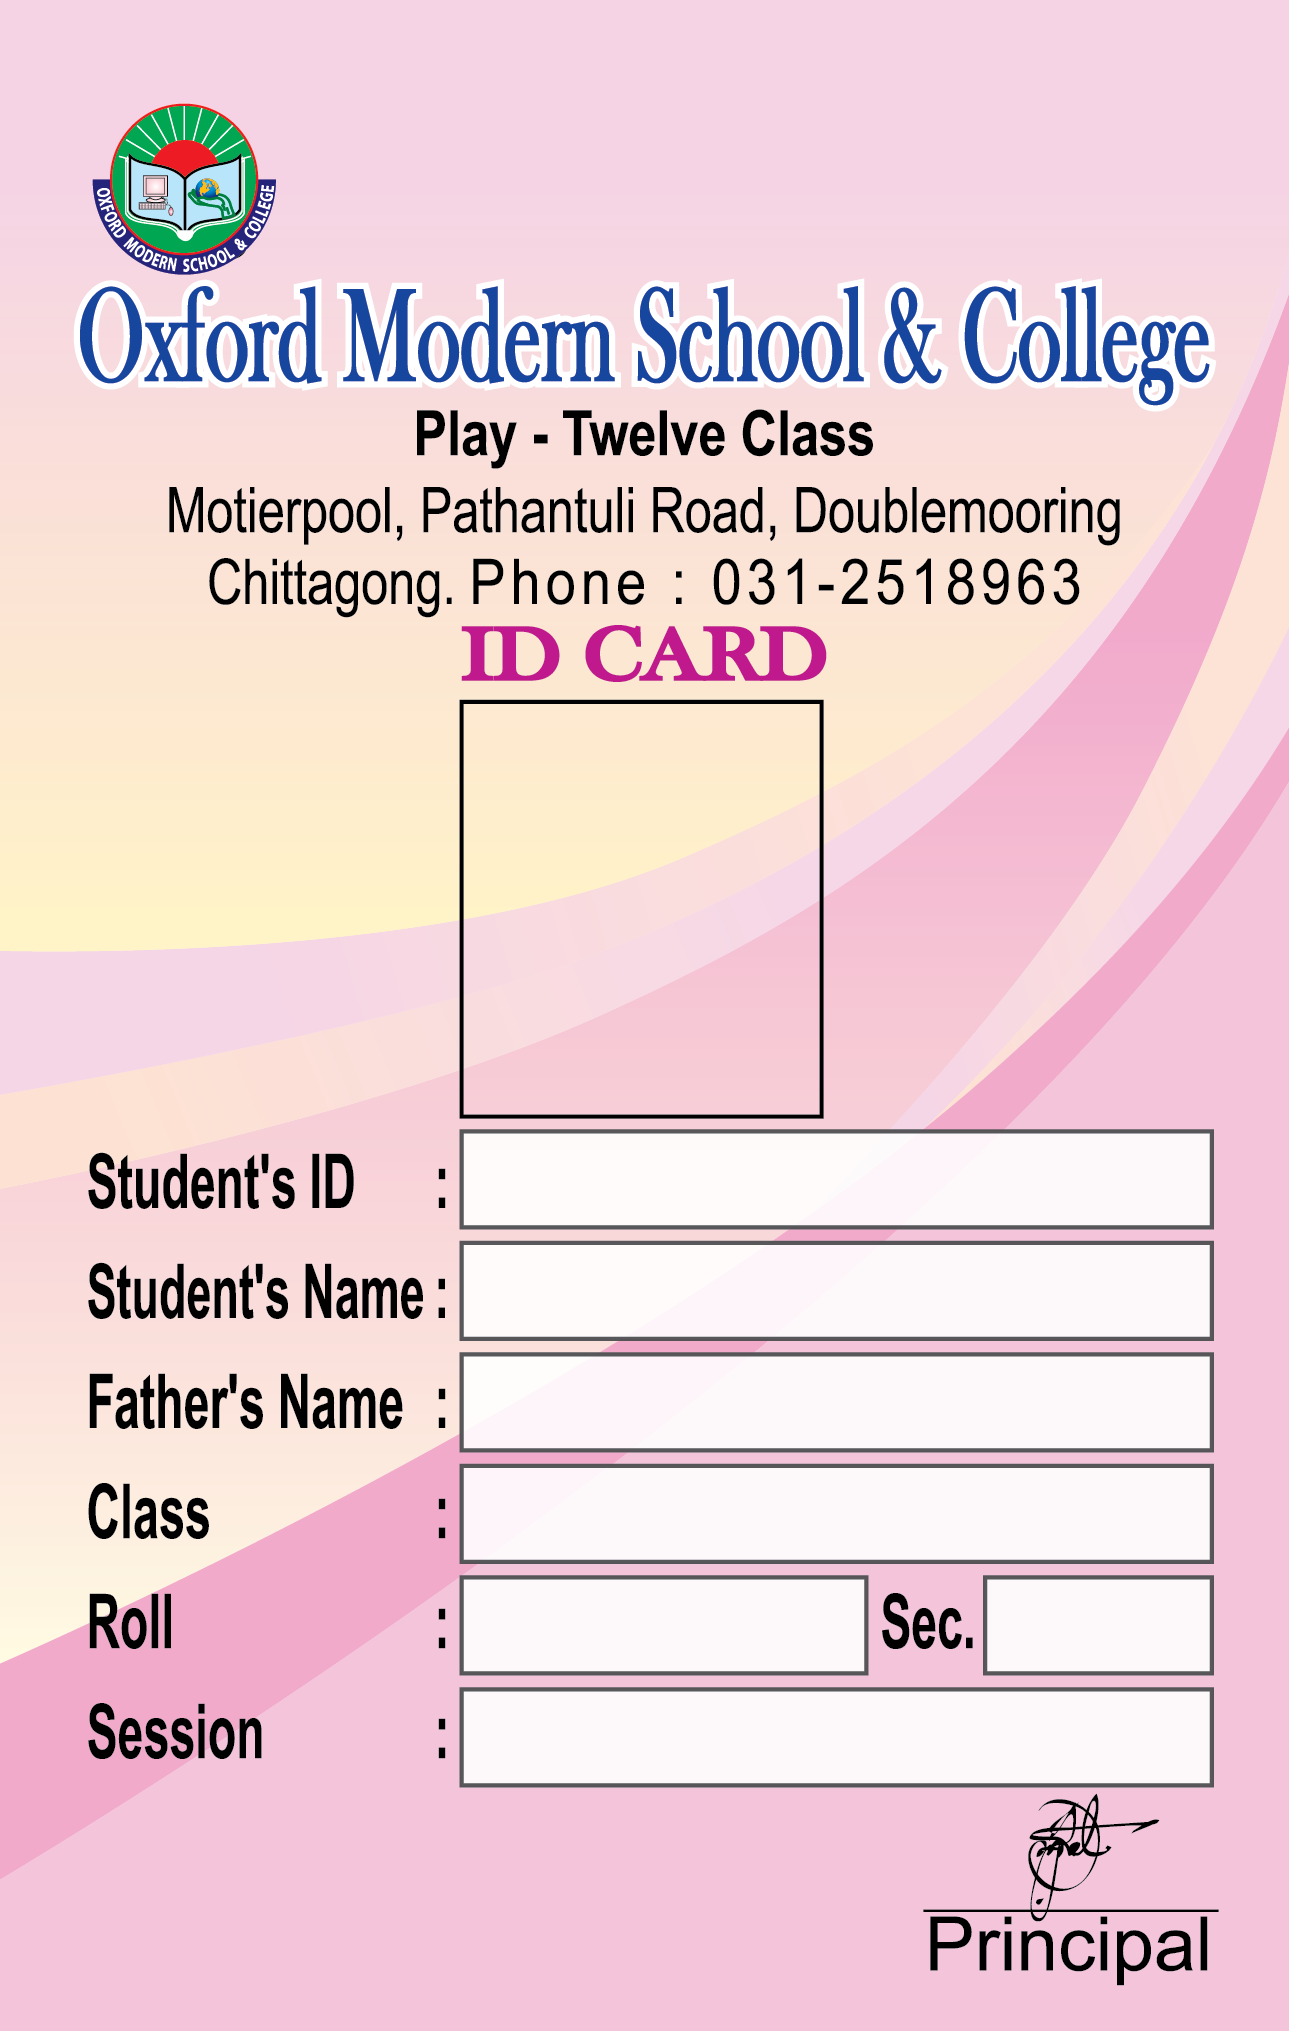 OXFORD MODERN SCHOOL & COLLEGE
Oxford Modern School & College
Play - Twelve Class
Motierpool, Pathantuli Road, Doublemooring
Chittagong. Phone : 031-2518963
ID CARD
Student's ID :
Student's Name :
Father's Name :
Class :
Roll : Sec.
Session :
Principal